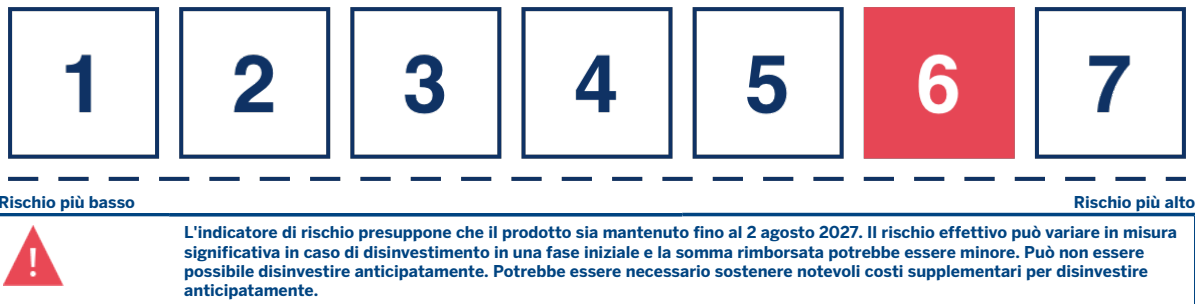 1 2 3 4 5 6 7
Rischio più basso Rischio più alto
!
L'indicatore di rischio presuppone che il prodotto sia mantenuto fino al 2 agosto 2027. Il rischio effettivo può variare in misura
significativa in caso di disinvestimento in una fase iniziale e la somma rimborsata potrebbe essere minore. Può non essere
possibile disinvestire anticipatamente. Potrebbe essere necessario sostenere notevoli costi supplementari per disinvestire
anticipatamente.